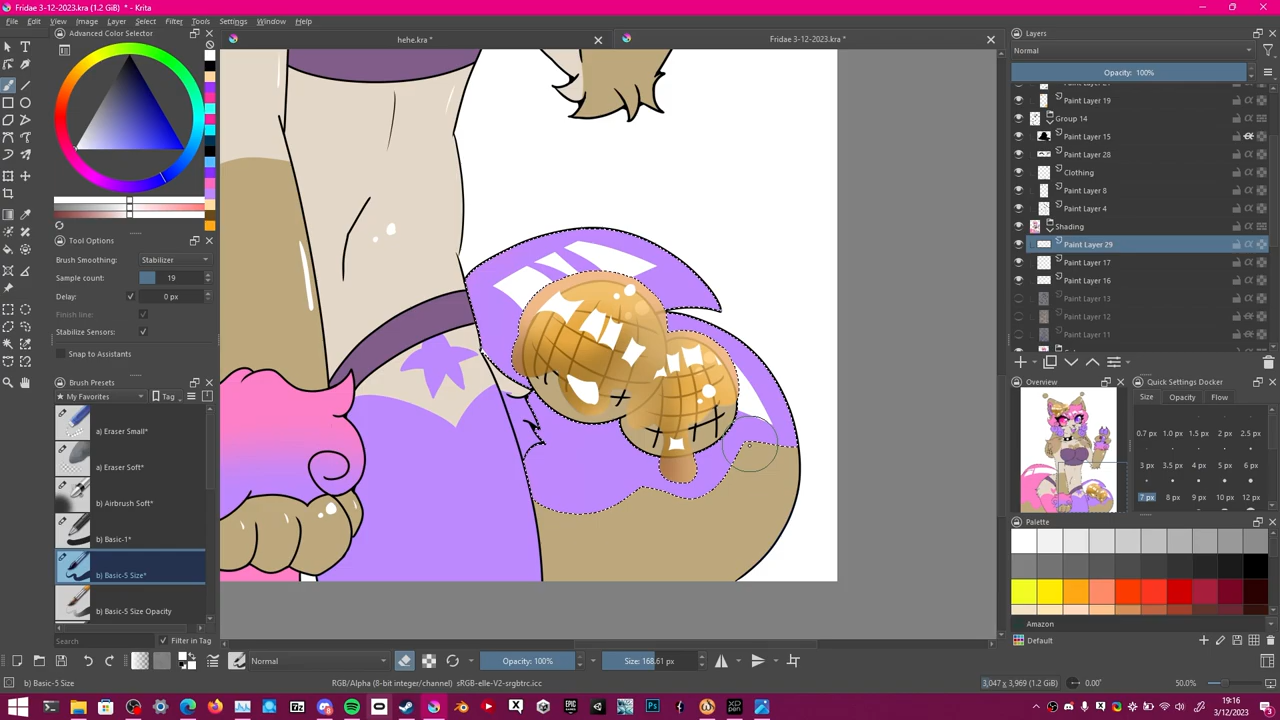 Fridae 3-12-2023.kra (1.2 GiB) * - Krita
File Edit View Image Layer Select Filter Tools Settings Window Help
Advanced Color Selector
hehe.kra *
Fridae 3-12-2023.kra *
Layers
Normal
Opacity: 100%
Paint Layer 19
Group 14
Paint Layer 15
Paint Layer 28
Clothing
Paint Layer 8
Paint Layer 4
Shading
Paint Layer 29
Paint Layer 17
Paint Layer 16
Paint Layer 13
Paint Layer 12
Paint Layer 11
Tool Options
Brush Smoothing: Stabilizer
Sample count: 19
Delay: 0 px
Finish line:
Stabilize Sensors:
Snap to Assistants
Brush Presets
My Favorites
Tag
a) Eraser Small*
a) Eraser Soft*
b) Airbrush Soft*
b) Basic-1*
b) Basic-5 Size*
b) Basic-5 Size Opacity
Search
Filter in Tag
Overview
Quick Settings Docker
Size Opacity Flow
0.7 px 1.0 px 1.5 px 2 px 2.5 px
3 px 3.5 px 4 px 5 px 6 px
7 px 8 px 9 px 10 px 12 px
Palette
Amazon
Default
Normal
Opacity: 100%
Size: 168.61 px
b) Basic-5 Size
RGB/Alpha (8-bit integer/channel) sRGB-elle-V2-srgbtrc.icc
3,047 x 3,969 (1.2 GiB)
0.00°
50.0%
19:16
3/12/2023